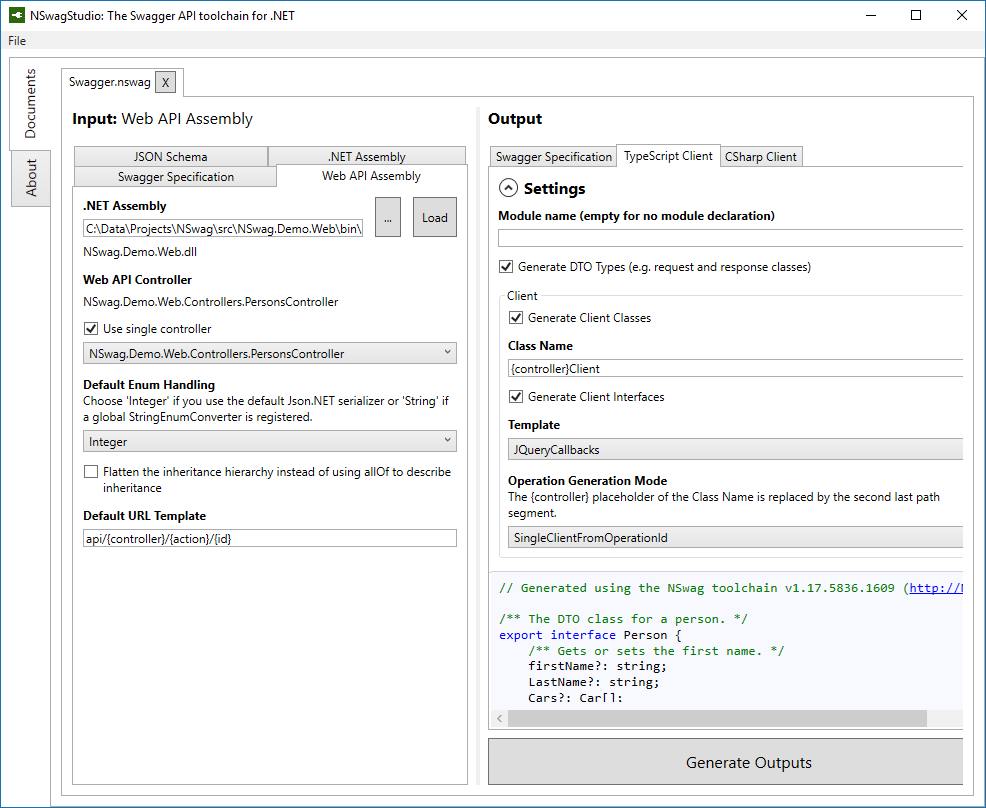 NSwagStudio: The Swagger API toolchain for .NET
File
Documents
About
Swagger.nswag X
Input: Web API Assembly
JSON Schema
.NET Assembly
Swagger Specification
Web API Assembly
.NET Assembly
C:\Data\Projects\NSwag\src\NSwag.Demo.Web\bin\
...
Load
NSwag.Demo.Web.dll
Web API Controller
NSwag.Demo.Web.Controllers.PersonsController
Use single controller
NSwag.Demo.Web.Controllers.PersonsController
Default Enum Handling
Choose 'Integer' if you use the default Json.NET serializer or 'String' if
a global StringEnumConverter is registered.
Integer
Flatten the inheritance hierarchy instead of using allOf to describe
inheritance
Default URL Template
api/{controller}/{action}/{id}
Output
Swagger Specification
TypeScript Client
CSharp Client
Settings
Module name (empty for no module declaration)
Generate DTO Types (e.g. request and response classes)
Client
Generate Client Classes
Class Name
{controller}Client
Generate Client Interfaces
Template
JQueryCallbacks
Operation Generation Mode
The {controller} placeholder of the Class Name is replaced by the second last path
segment.
SingleClientFromOperationId
// Generated using the NSwag toolchain v1.17.5836.1609 (http://
/** The DTO class for a person. */
export interface Person {
/** Gets or sets the first name. */
firstName?: string;
LastName?: string;
Cars?: Car[];
Generate Outputs